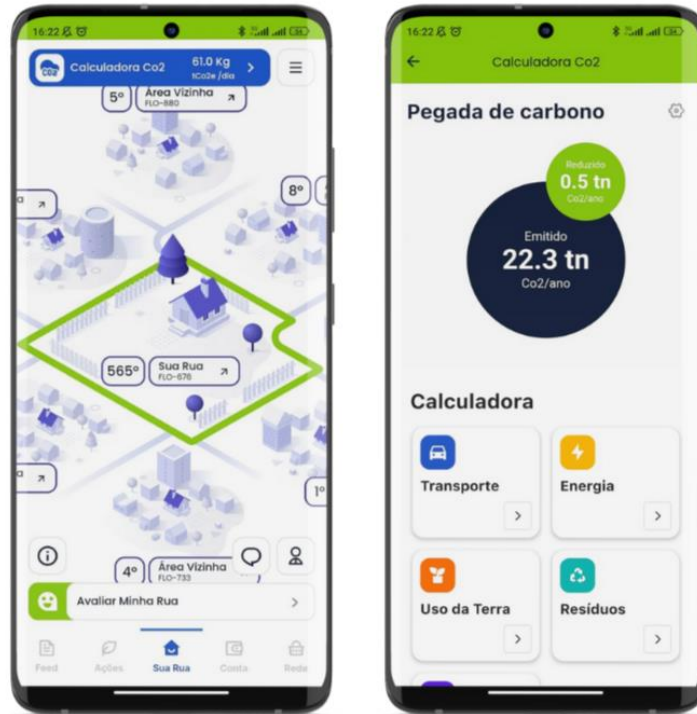 16:22
CO2
Calculadora Co2
61.0 Kg
tCo2e /dia
5º
Área Vizinha
FLO-680
8º
565º
Sua Rua
FLO-676
1º
4º
Área Vizinha
FLO-733
Avaliar Minha Rua
Feed
Ações
Sua Rua
Conta
Rede
16:22
Calculadora Co2
Pegada de carbono
Reduzido
0.5 tn
Co2/ano
Emitido
22.3 tn
Co2/ano
Calculadora
Transporte
Energia
Uso da Terra
Resíduos